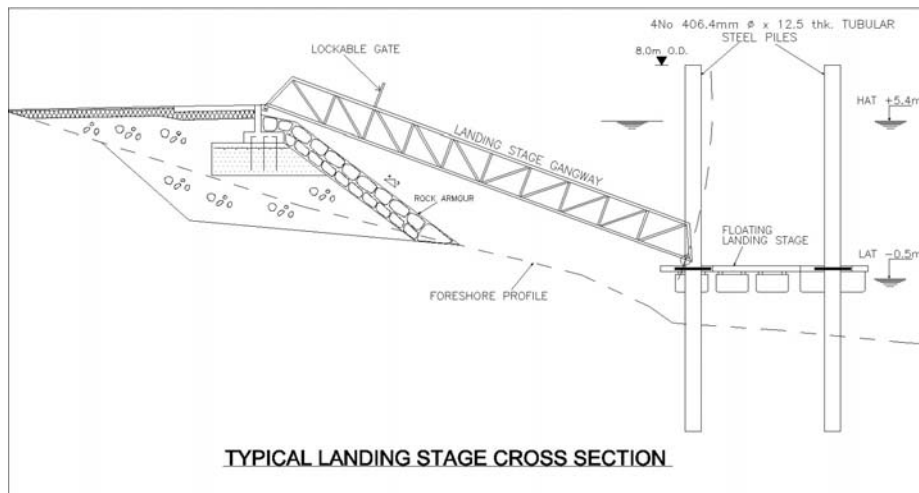 4No 406.4mm ø x 12.5 thk. TUBULAR
STEEL PILES
LOCKABLE GATE
8.0m O.D.
HAT +5.4m
LANDING STAGE GANGWAY
ROCK ARMOUR
FLOATING
LANDING STAGE
LAT -0.5m
FORESHORE PROFILE
TYPICAL LANDING STAGE CROSS SECTION